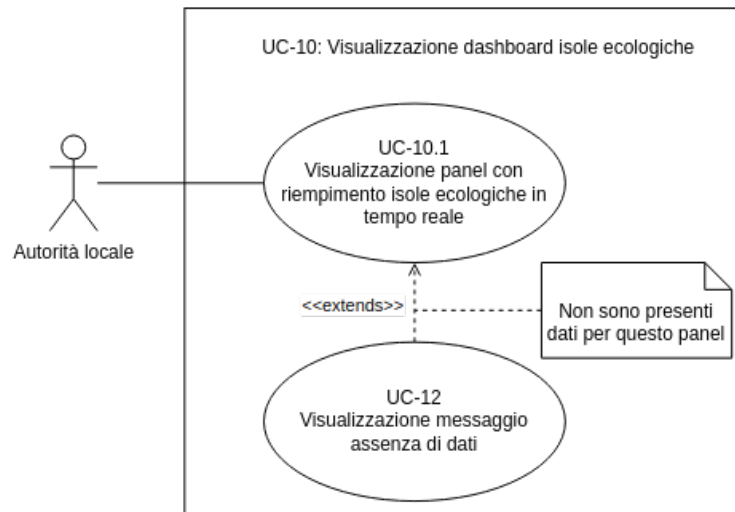 UC-10: Visualizzazione dashboard isole ecologiche
UC-10.1
Visualizzazione panel con
riempimento isole ecologiche in
tempo reale
Autorità locale
<<extends>>
Non sono presenti
dati per questo panel
UC-12
Visualizzazione messaggio
assenza di dati